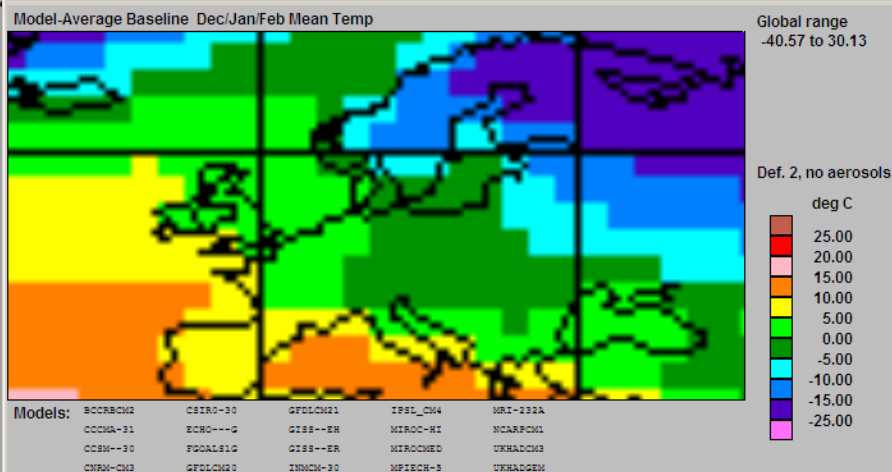 Model-Average Baseline Dec/Jan/Feb Mean Temp
Global range
-40.57 to 30.13
Def. 2, no aerosols
deg C
25.00
20.00
15.00
10.00
5.00
0.00
-5.00
-10.00
-15.00
-25.00
Models: BCCRBCM2 CSIRO-30 GFDLCM21 IPSL_CM4 MRI-232A
CCCMA-31 ECHO---G GISS--EH MIROC-HI NCARPCM1
CCSM--30 FGOALS1G GISS--ER MIROCMED UKHADCM3
CNRM-CM3 GFDLCM20 INMCM-30 MPIECH-5 UKHADGEM